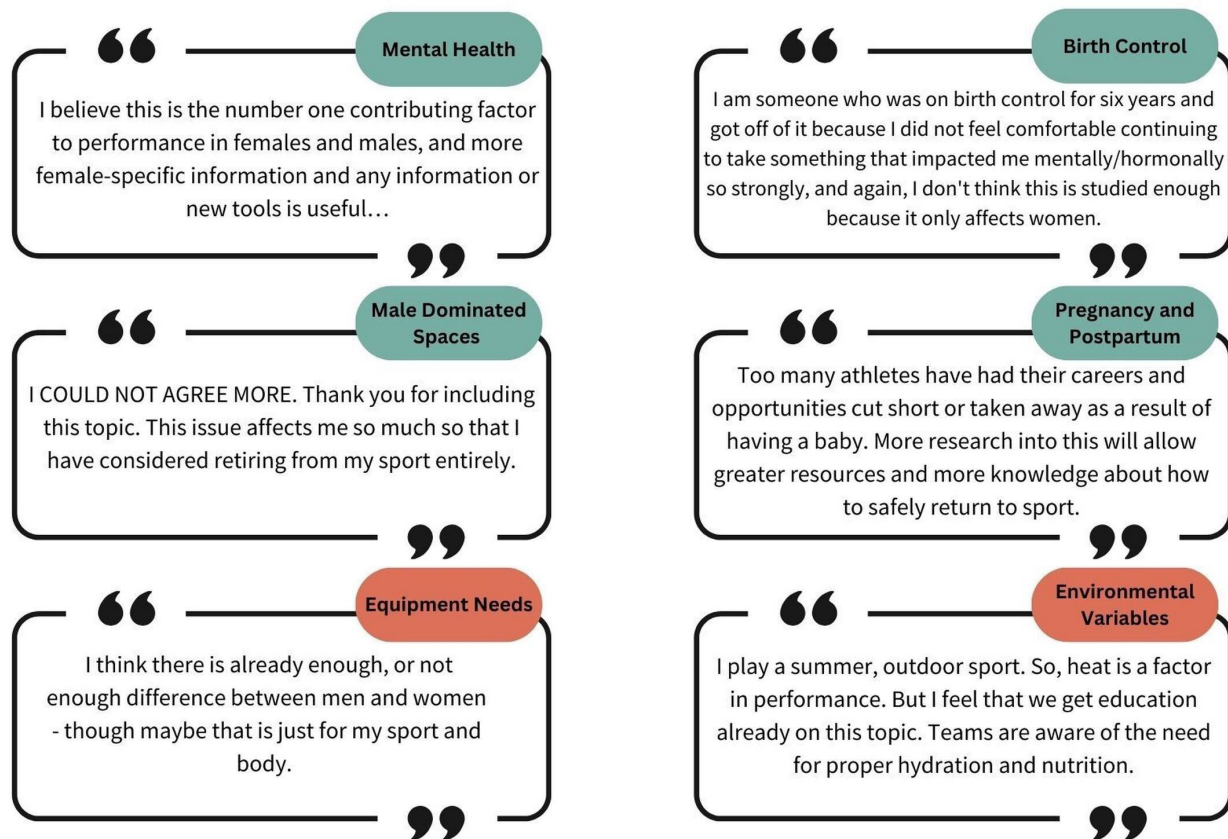 Mental Health
I believe this is the number one contributing factor
to performance in females and males, and more
female-specific information and any information or
new tools is useful…
Birth Control
I am someone who was on birth control for six years and
got off of it because I did not feel comfortable continuing
to take something that impacted me mentally/hormonally
so strongly, and again, I don't think this is studied enough
because it only affects women.
Male Dominated
Spaces
I COULD NOT AGREE MORE. Thank you for including
this topic. This issue affects me so much so that I
have considered retiring from my sport entirely.
Pregnancy and
Postpartum
Too many athletes have had their careers and
opportunities cut short or taken away as a result of
having a baby. More research into this will allow
greater resources and more knowledge about how
to safely return to sport.
Equipment Needs
I think there is already enough, or not
enough difference between men and women
- though maybe that is just for my sport and
body.
Environmental
Variables
I play a summer, outdoor sport. So, heat is a factor
in performance. But I feel that we get education
already on this topic. Teams are aware of the need
for proper hydration and nutrition.